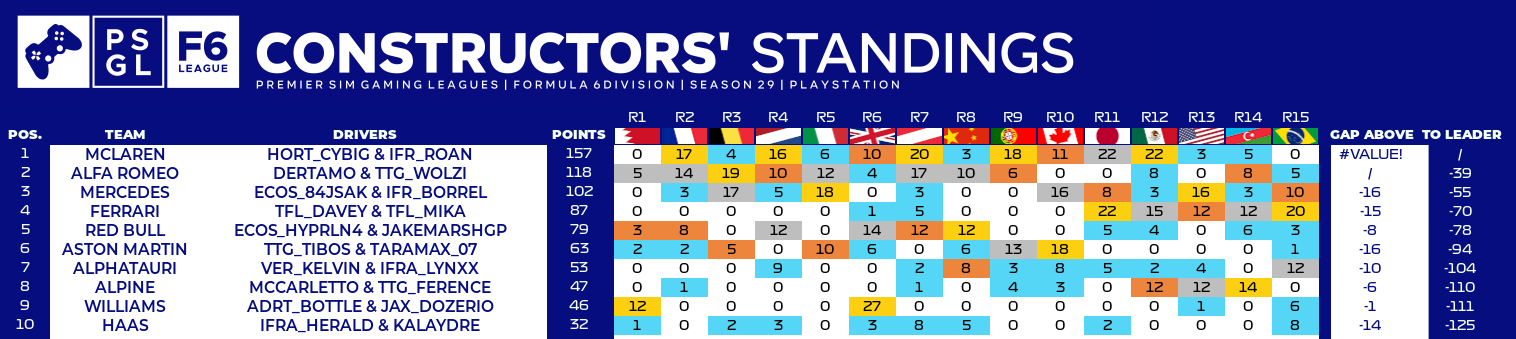 PS
GL
F6
LEAGUE
CONSTRUCTORS' STANDINGS
PREMIER SIM GAMING LEAGUES | FORMULA 6DIVISION | SEASON 29 | PLAYSTATION
R1 R2 R3 R4 R5 R6 R7 R8 R9 R10 R11 R12 R13 R14 R15
POS. TEAM DRIVERS POINTS GAP ABOVE TO LEADER
1 MCLAREN HORT_CYBIG & IFR_ROAN 157 0 17 4 16 6 10 20 3 18 11 22 22 3 5 0 #VALUE! /
2 ALFA ROMEO DERTAMO & TTG_WOLZI 118 5 14 19 10 12 4 17 10 6 0 0 8 0 8 5 / -39
3 MERCEDES ECOS_84JSAK & IFR_BORREL 102 0 3 17 5 18 0 3 0 0 16 8 3 16 3 10 -16 -55
4 FERRARI TFL_DAVEY & TFL_MIKA 87 0 0 0 0 0 1 5 0 0 0 22 15 12 12 20 -15 -70
5 RED BULL ECOS_HYPRLN4 & JAKEMARSHGP 79 3 8 0 12 0 14 12 12 0 0 5 4 0 6 3 -8 -78
6 ASTON MARTIN TTG_TIBOS & TARAMAX_07 63 2 2 5 0 10 6 0 6 13 18 0 0 0 0 1 -16 -94
7 ALPHATAURI VER_KELVIN & IFRA_LYNXX 53 0 0 0 9 0 0 2 8 3 8 5 2 4 0 12 -10 -104
8 ALPINE MCCARLETTO & TTG_FERENCE 47 0 1 0 0 0 0 1 0 4 3 0 12 12 14 0 -6 -110
9 WILLIAMS ADRT_BOTTLE & JAX_DOZERIO 46 12 0 0 0 0 27 0 0 0 0 0 0 1 0 6 -1 -111
10 HAAS IFRA_HERALD & KALAYDRE 32 1 0 2 3 0 3 8 5 0 0 2 0 0 0 8 -14 -125